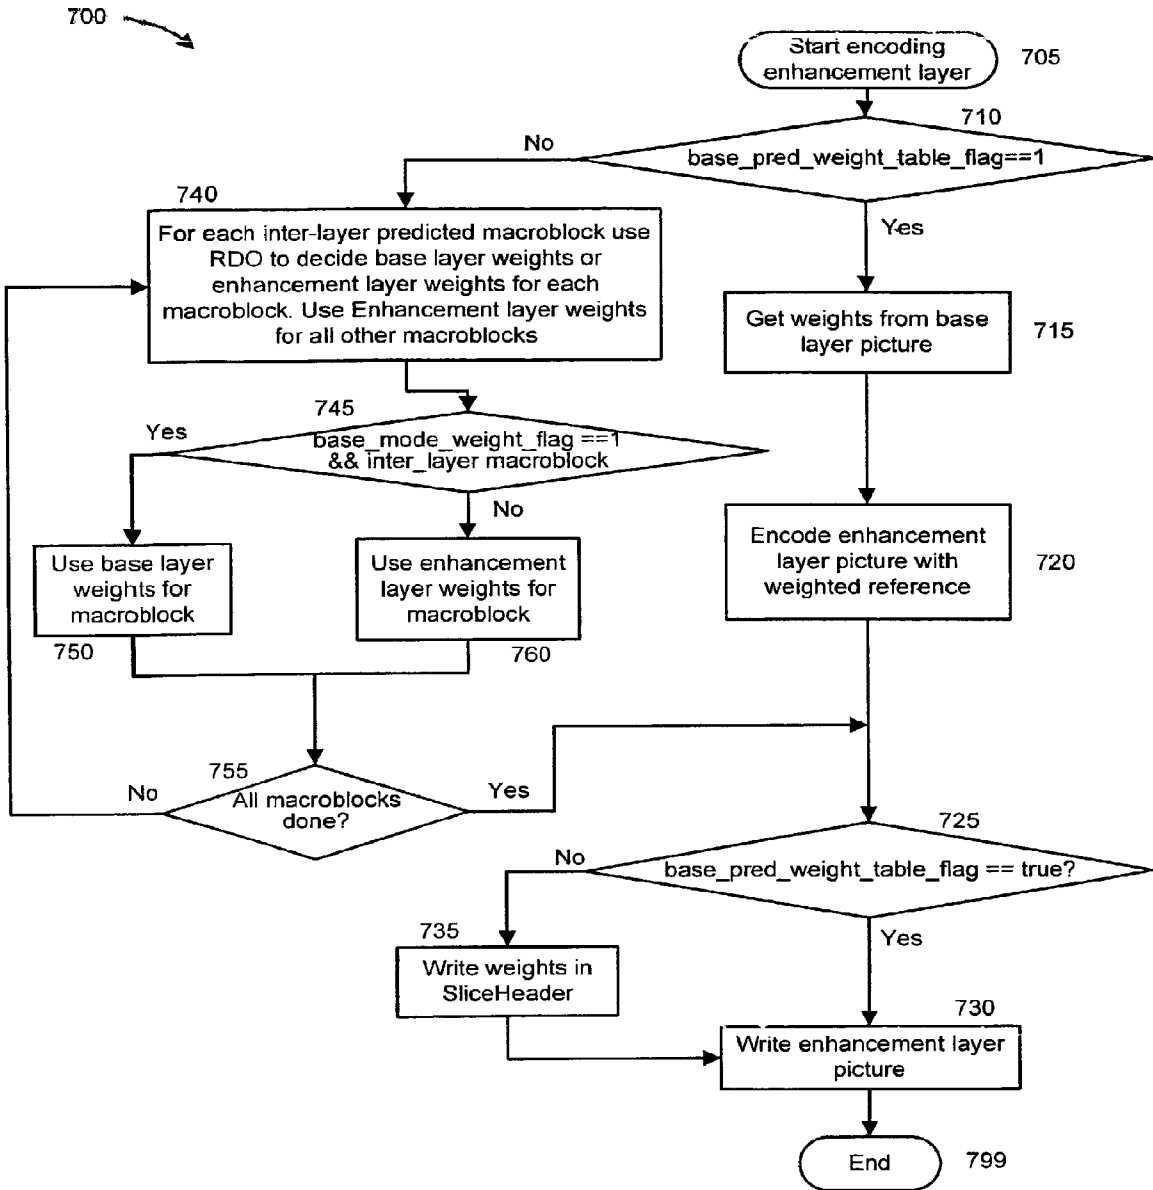 700
Start encoding
enhancement layer
705
710
base_pred_weight_table_flag==1
No
Yes
740
For each inter-layer predicted macroblock use
RDO to decide base layer weights or
enhancement layer weights for each
macroblock. Use Enhancement layer weights
for all other macroblocks
Get weights from base
layer picture
715
745
Yes
base_mode_weight_flag ==1
&& inter_layer macroblock
No
Use base layer
weights for
macroblock
750
Use enhancement
layer weights for
macroblock
760
Encode enhancement
layer picture with
weighted reference
720
755
No
All macroblocks
done?
Yes
725
No
base_pred_weight_table_flag == true?
Yes
735
Write weights in
SliceHeader
730
Write enhancement layer
picture
End
799